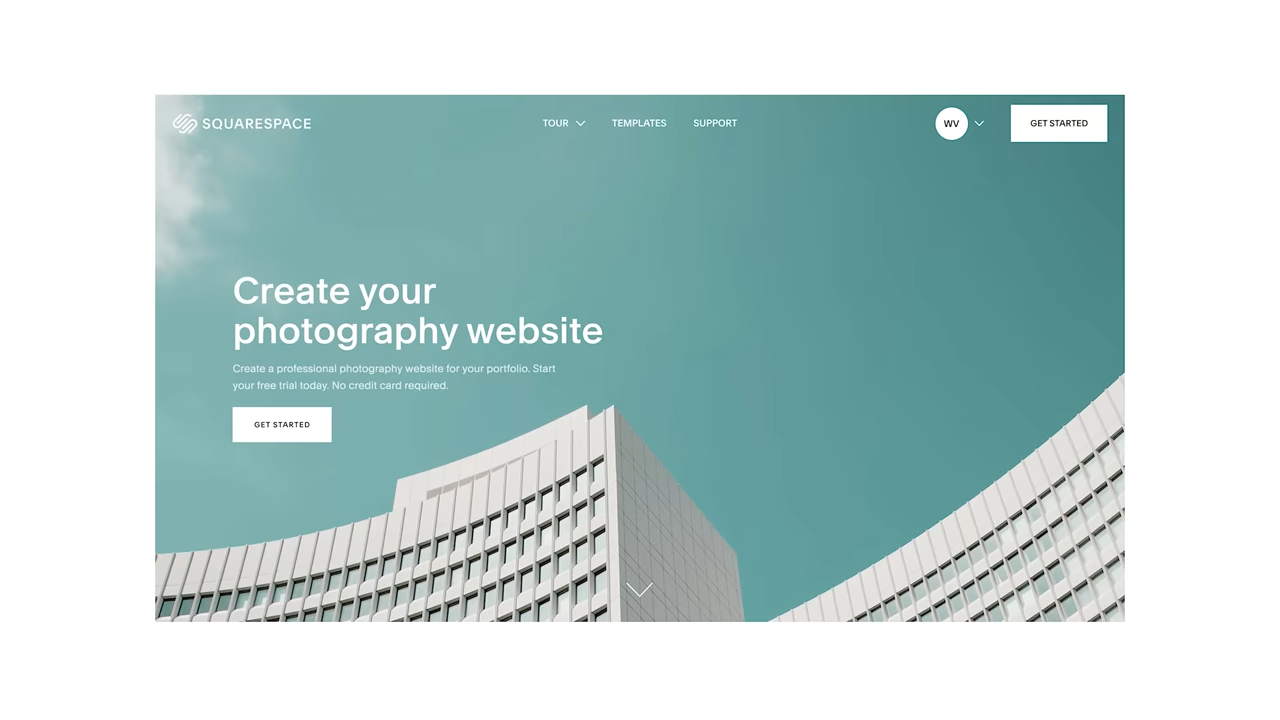 SQUARESPACE
TOUR
TEMPLATES
SUPPORT
WV
GET STARTED
Create your
photography website
Create a professional photography website for your portfolio. Start
your free trial today. No credit card required.
GET STARTED